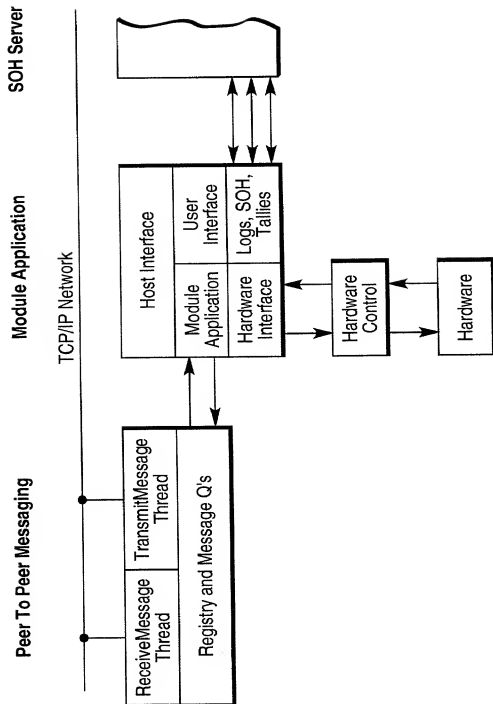 Peer To Peer Messaging
Module Application
SOH Server
TCP/IP Network
ReceiveMessage
Thread
TransmitMessage
Thread
Registry and Message Q's
Host Interface
Module
Application
User
Interface
Hardware
Interface
Logs, SOH,
Tallies
Hardware
Control
Hardware